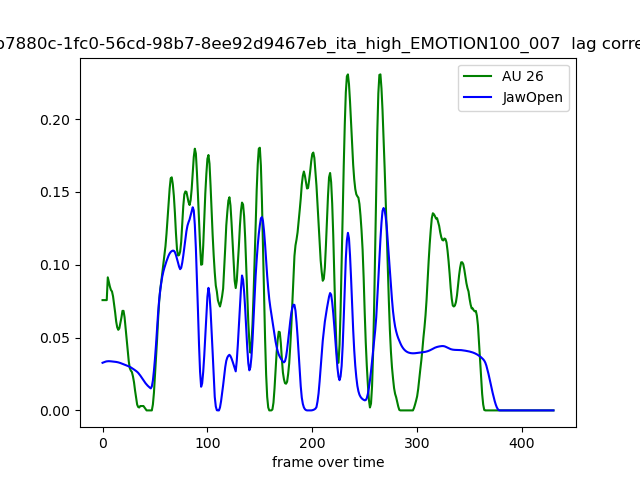 b7880c-1fc0-56cd-98b7-8ee92d9467eb_ita_high_EMOTION100_007 lag corre
AU 26
JawOpen
0.20
0.15
0.10
0.05
0.00
0 100 200 300 400
frame over time